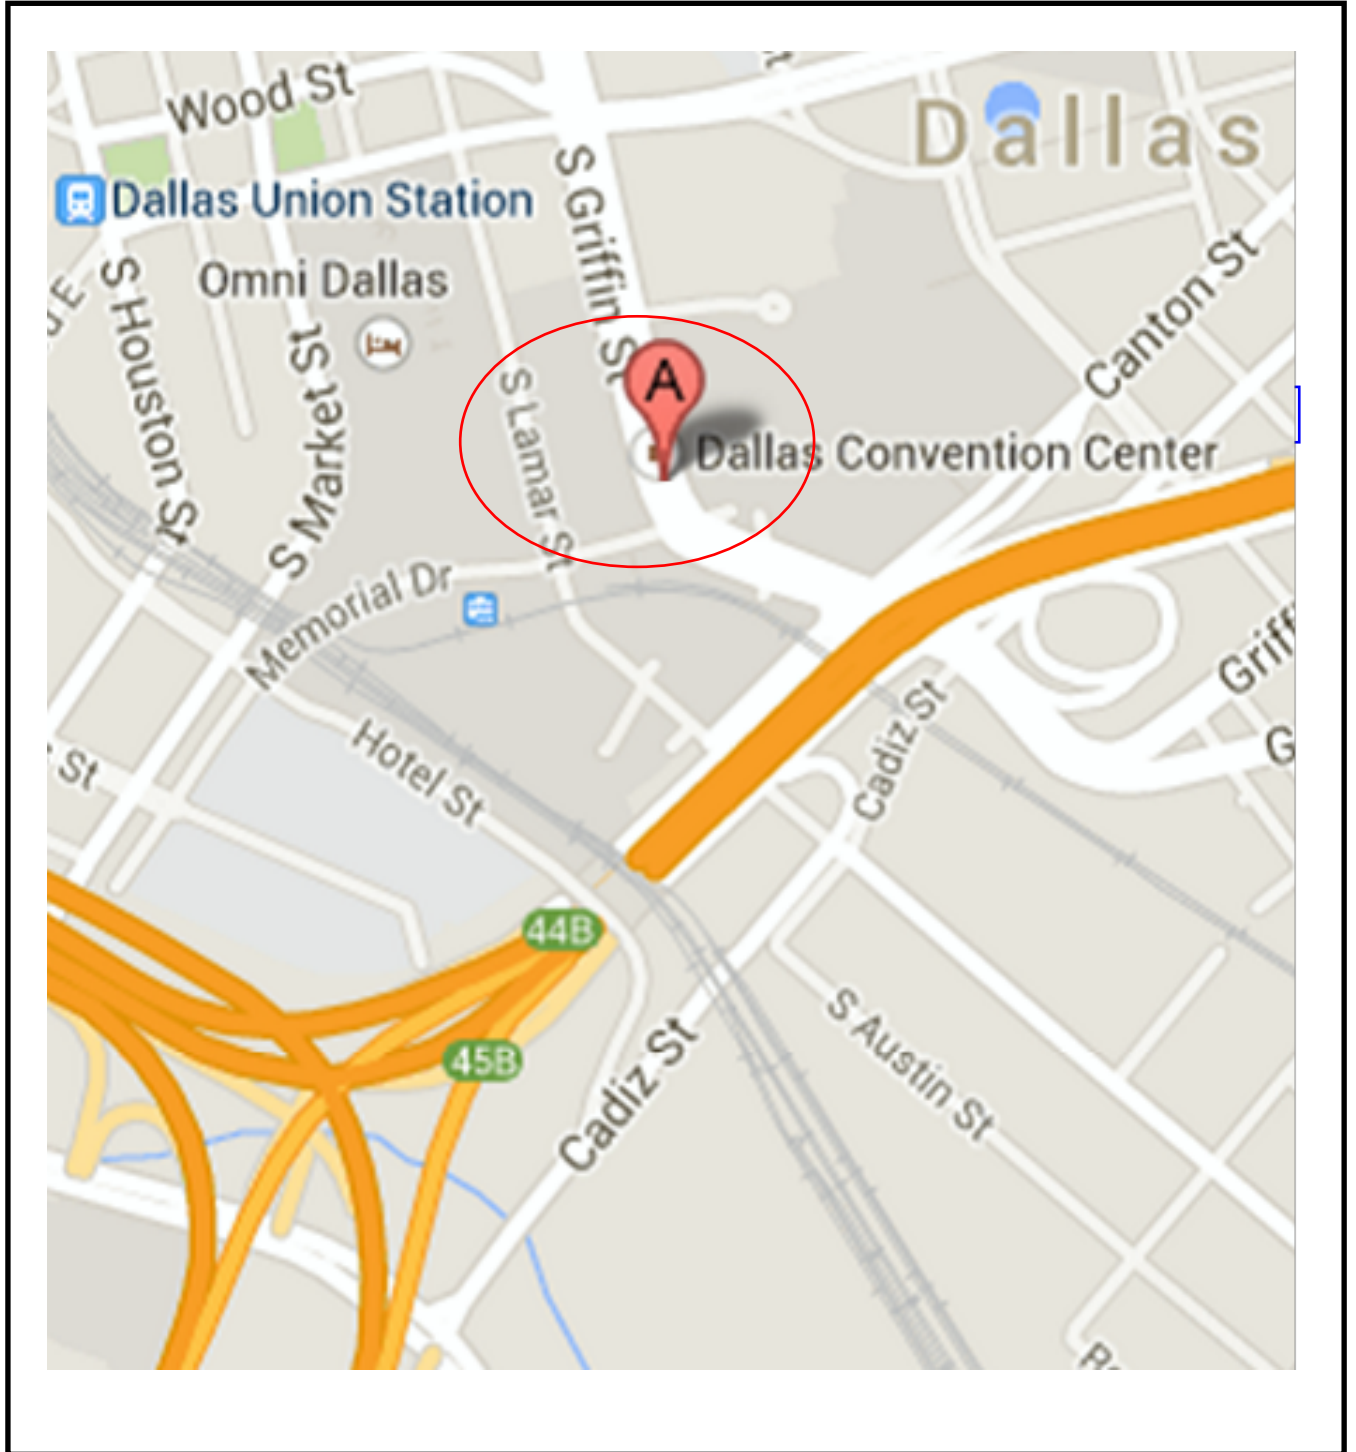 Wood St
Dallas
S Griffin St
Dallas Union Station
Omni Dallas
Canton St
S Houston St
S Market St
A
S Lamar St
Dallas Convention Center
Memorial Dr
Hotel St
Cadiz St
St
44B
45B
S Austin St
Cadiz St